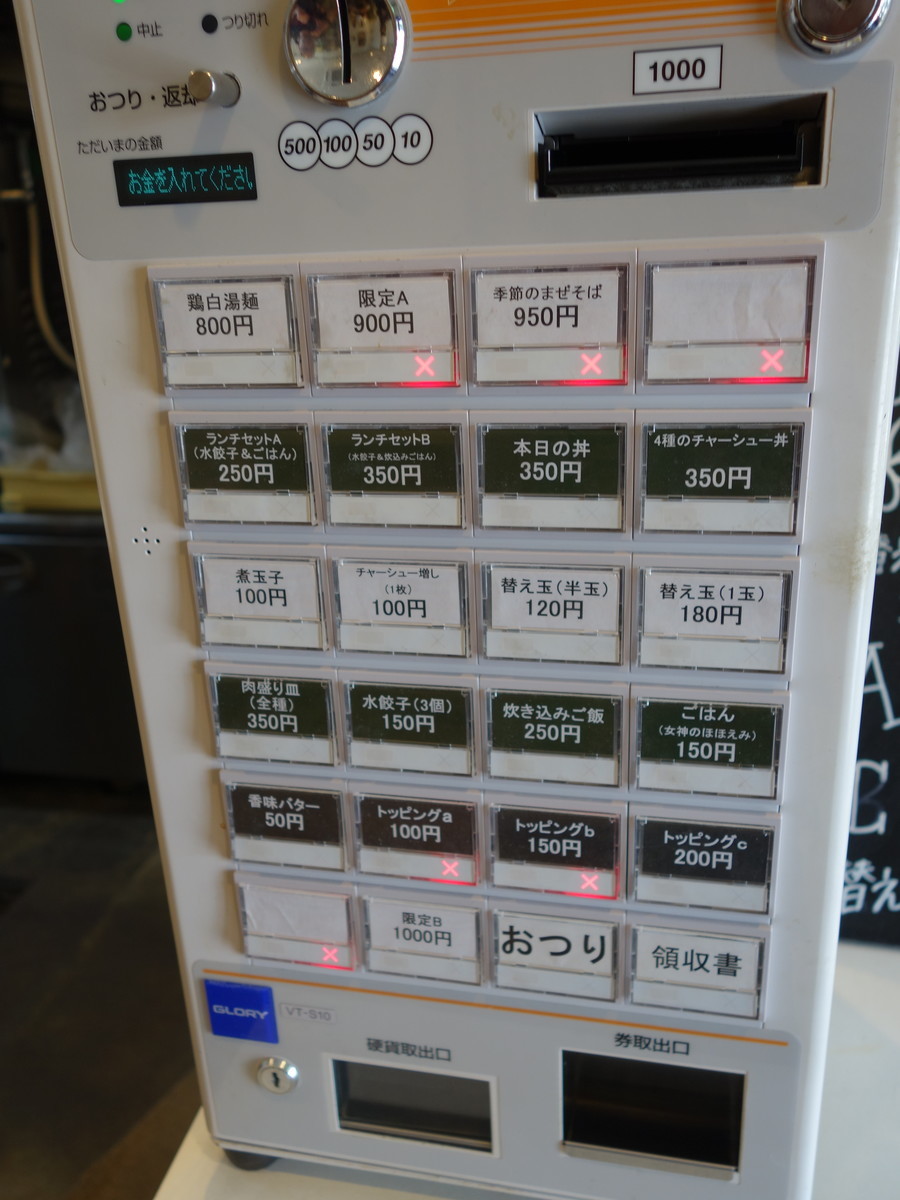 中止
つり切れ
おつり・返却
1000
500 100 50 10
ただいまの金額
お金を入れてください
鶏白湯麺
800円
限定A
900円
季節のまぜそば
950円
ランチセットA
(水餃子&ごはん)
250円
ランチセットB
(水餃子&炊込みごはん)
350円
本日の丼
350円
4種のチャーシュー丼
350円
煮玉子
100円
チャーシュー増し
(1枚)
100円
替え玉(半玉)
120円
替え玉(1玉)
180円
肉盛り皿
(全種)
350円
水餃子(3個)
150円
炊き込みご飯
250円
ごはん
(女神のほほえみ)
150円
香味バター
50円
トッピングa
100円
トッピングb
150円
トッピングc
200円
限定B
1000円
おつり
領収書
GLORY
VT-S10
硬貨取出口
券取出口
替え